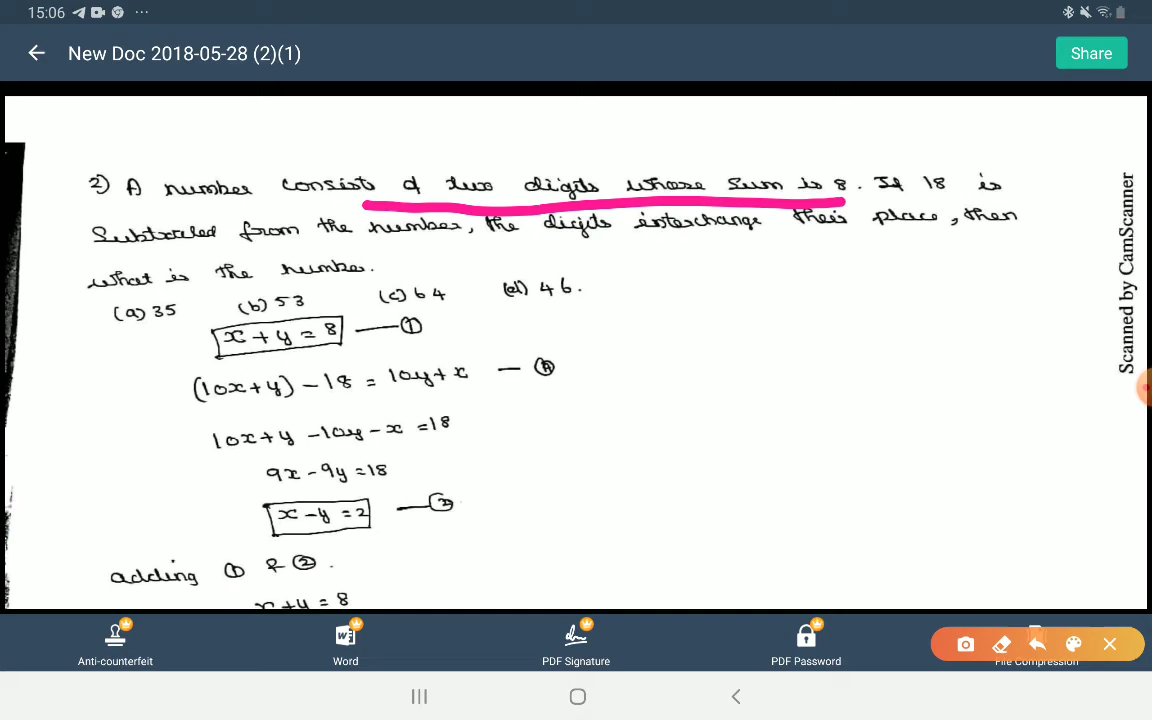 15:06
New Doc 2018-05-28 (2)(1)
Share
2) A number consist of two digits whose sum is 8. If 18 is
subtracted from the number, the digits interchange their place, then
what is the number.
(a) 35 (b) 53 (c) 64 (d) 46.
x + y = 8 — ①
(10x+y) – 18 = 10y + x —
10x + y – 10y – x = 18
9x – 9y = 18
x – y = 2 — ②
adding ① & ②.
x + y = 8
Scanned by CamScanner
Anti-counterfeit
Word
PDF Signature
PDF Password
File Compression